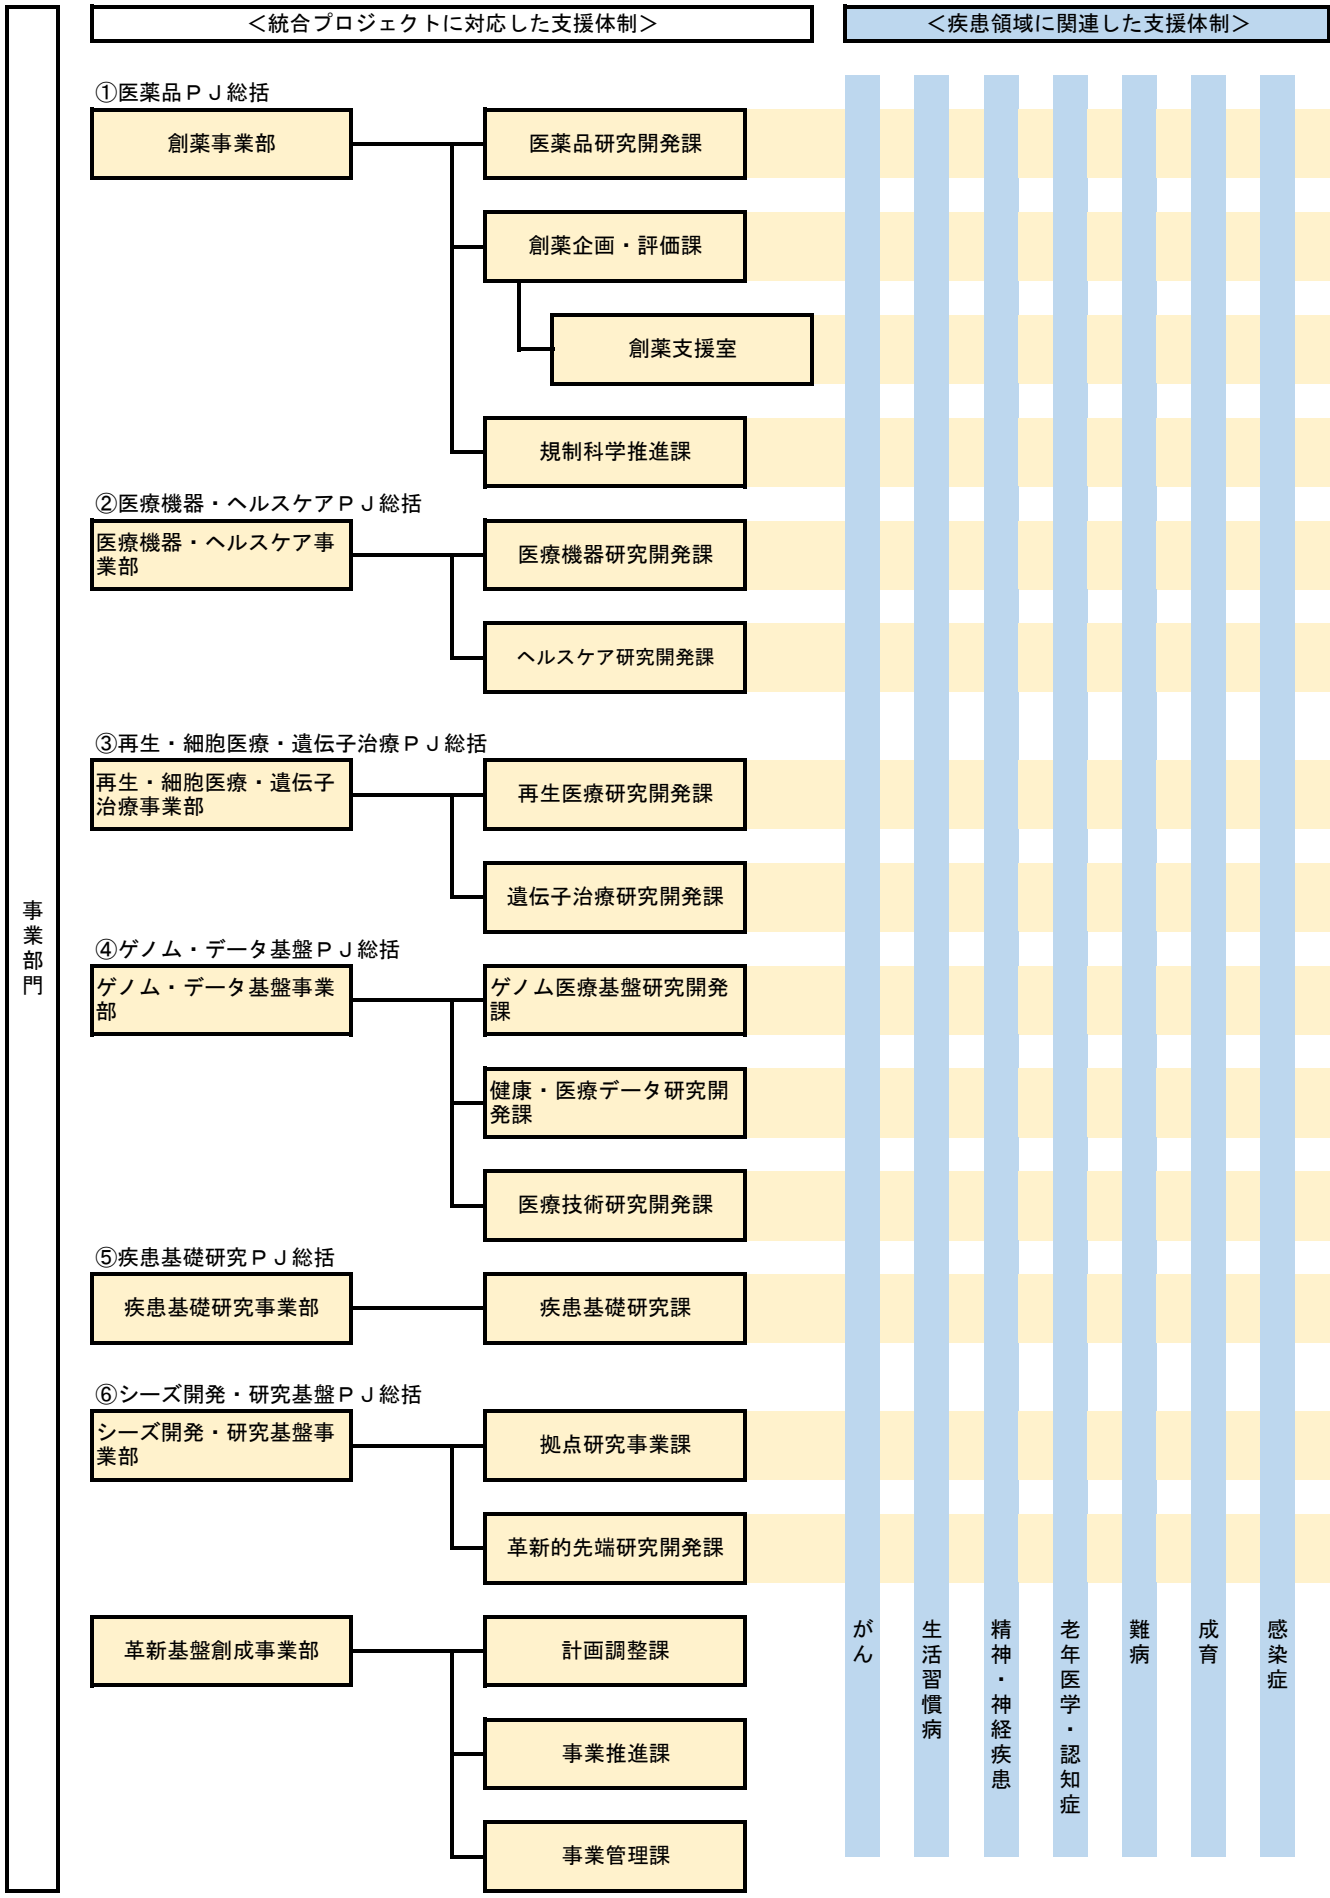 ＜統合プロジェクトに対応した支援体制＞
＜疾患領域に関連した支援体制＞
事業部門
①医薬品ＰＪ総括
創薬事業部
医薬品研究開発課
創薬企画・評価課
創薬支援室
規制科学推進課
②医療機器・ヘルスケアＰＪ総括
医療機器・ヘルスケア事
業部
医療機器研究開発課
ヘルスケア研究開発課
③再生・細胞医療・遺伝子治療ＰＪ総括
再生・細胞医療・遺伝子
治療事業部
再生医療研究開発課
遺伝子治療研究開発課
④ゲノム・データ基盤ＰＪ総括
ゲノム・データ基盤事業
部
ゲノム医療基盤研究開発
課
健康・医療データ研究開
発課
医療技術研究開発課
⑤疾患基礎研究ＰＪ総括
疾患基礎研究事業部
疾患基礎研究課
⑥シーズ開発・研究基盤ＰＪ総括
シーズ開発・研究基盤事
業部
拠点研究事業課
革新的先端研究開発課
革新基盤創成事業部
計画調整課
事業推進課
事業管理課
がん
生活習慣病
精神・神経疾患
老年医学・認知症
難病
成育
感染症